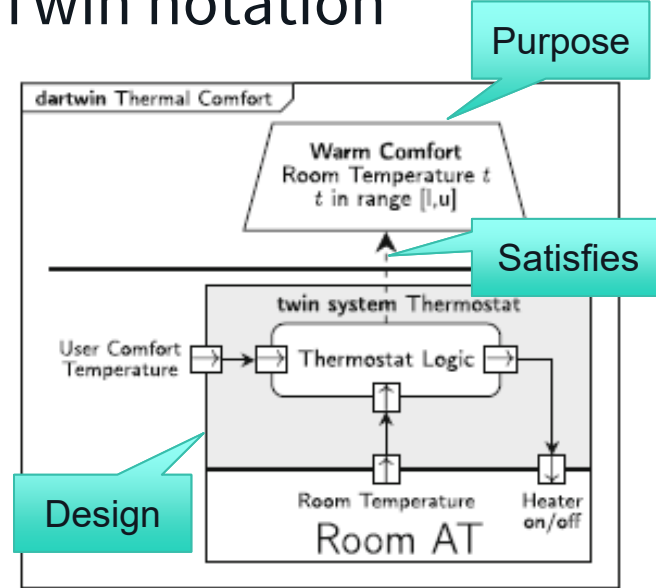 Twin notation
Purpose
dartwin Thermal Comfort
Warm Comfort
Room Temperature t
t in range [l,u]
Satisfies
twin system Thermostat
User Comfort
Temperature
Thermostat Logic
Design
Room Temperature
Heater
on/off
Room AT